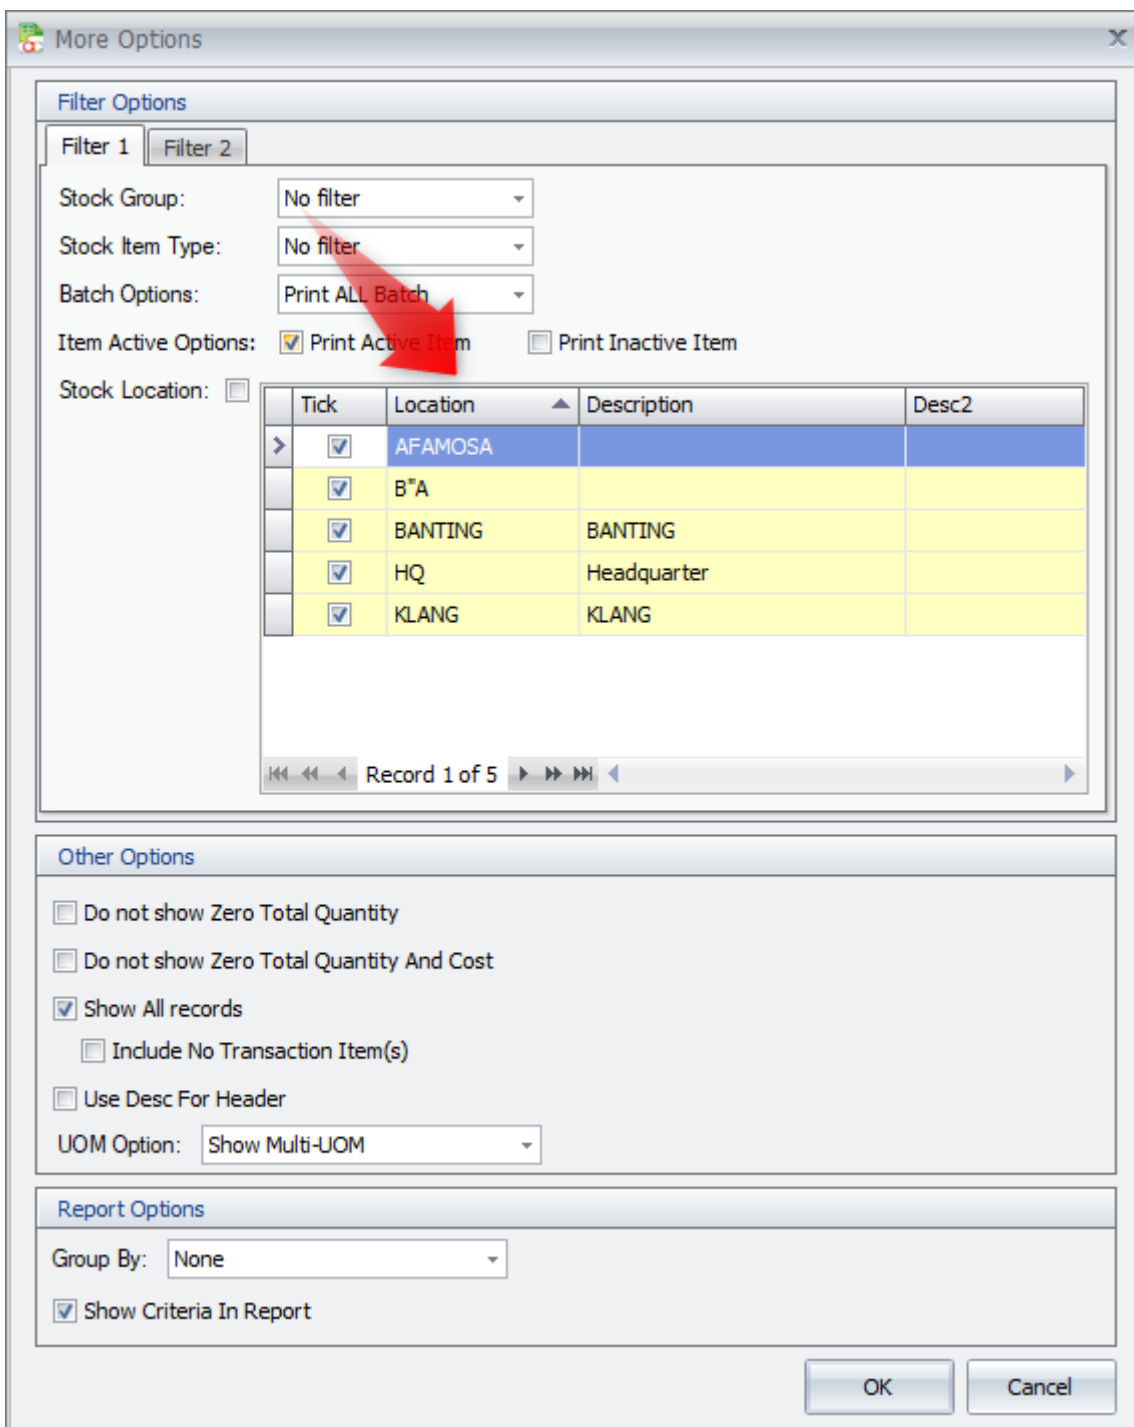 More Options
Filter Options
Filter 1 Filter 2
Stock Group: No filter
Stock Item Type: No filter
Batch Options: Print ALL Batch
Item Active Options: Print Active Item Print Inactive Item
Stock Location:
Tick Location Description Desc2
AFAMOSA
B"A
BANTING BANTING
HQ Headquarter
KLANG KLANG
Record 1 of 5
Other Options
Do not show Zero Total Quantity
Do not show Zero Total Quantity And Cost
Show All records
Include No Transaction Item(s)
Use Desc For Header
UOM Option: Show Multi-UOM
Report Options
Group By: None
Show Criteria In Report
OK Cancel